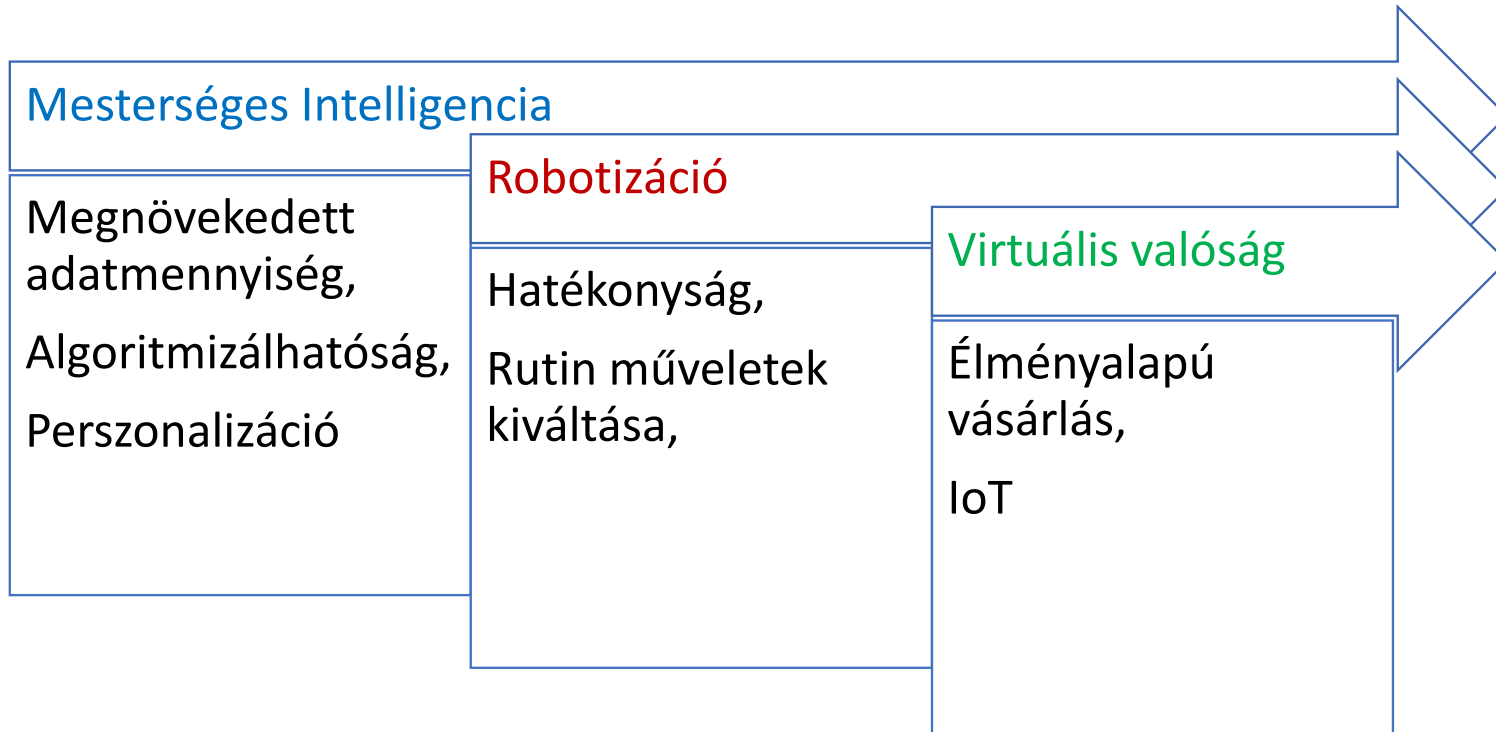 Mesterséges Intelligencia
Megnövekedett
adatmennyiség,
Algoritmizálhatóság,
Perszonalizáció
Robotizáció
Hatékonyság,
Rutin műveletek
kiváltása,
Virtuális valóság
Élményalapú
vásárlás,
IoT